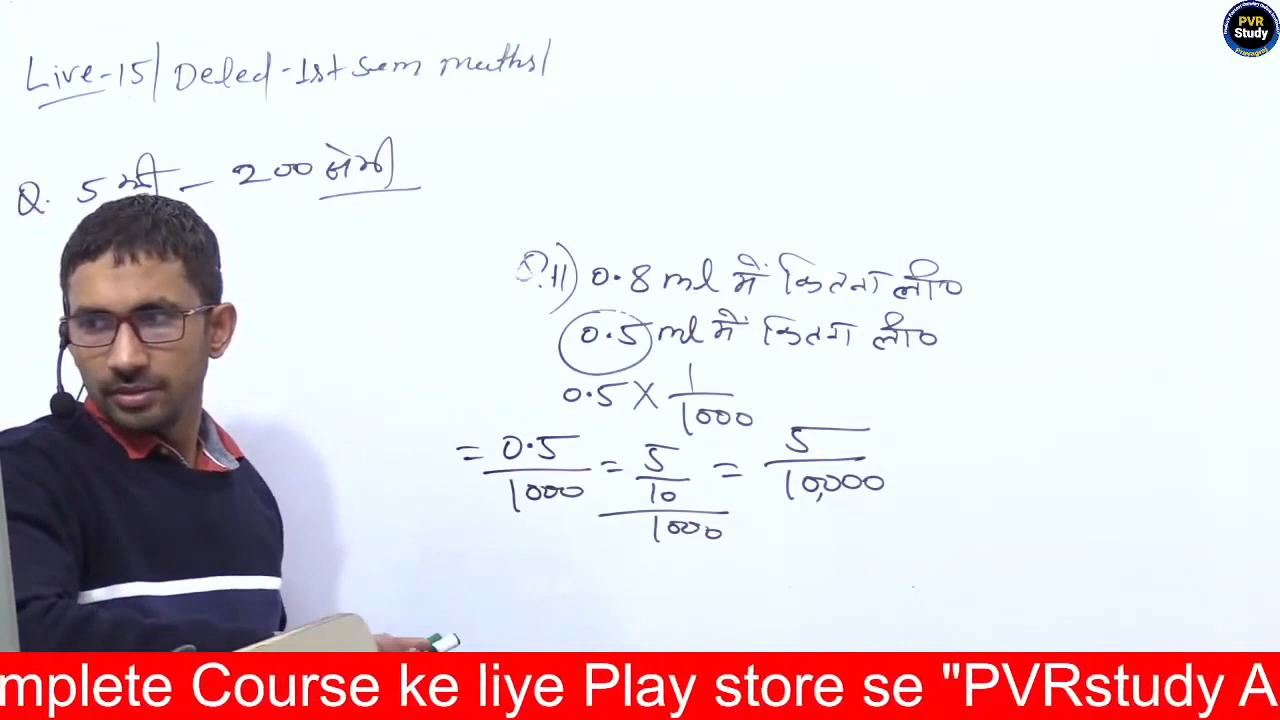 Live-15/ Deled-1st sem maths/
Q. 5 मी - 200 सेमी
Q.11) 0.8 ml में कितना ली०
0.5 ml में कितना ली०
0.5 × 1/1000
= 0.5/1000 = 5/10/1000 = 5/10,000
PVR
Study
Prayagraj
mplete Course ke liye Play store se "PVRstudy A